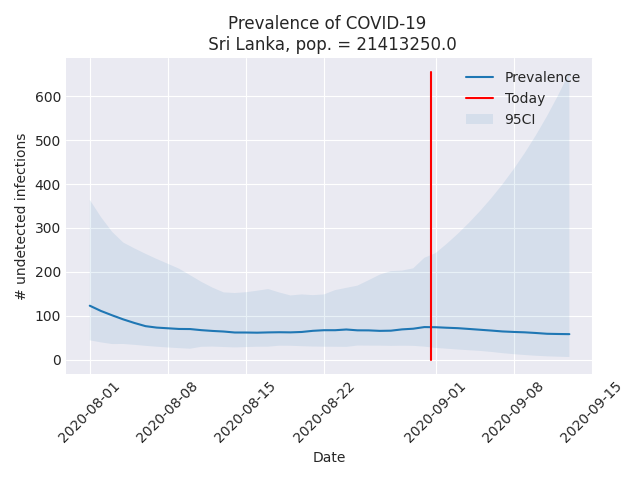 Prevalence of COVID-19
Sri Lanka, pop. = 21413250.0
Prevalence
Today
95CI
600
500
400
300
200
100
0
# undetected infections
2020-08-01
2020-08-08
2020-08-15
2020-08-22
2020-09-01
2020-09-08
2020-09-15
Date